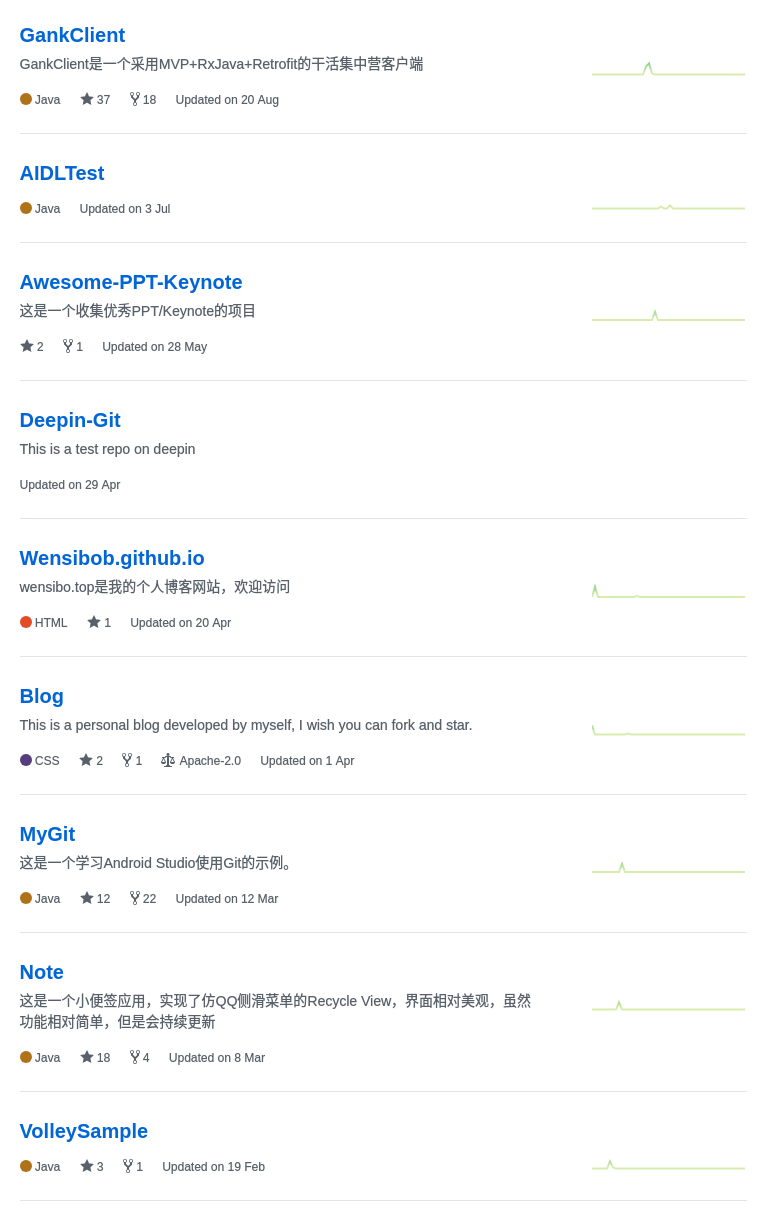 GankClient
GankClient是一个采用MVP+RxJava+Retrofit的干活集中营客户端
Java 37 18 Updated on 20 Aug
AIDLTest
Java Updated on 3 Jul
Awesome-PPT-Keynote
这是一个收集优秀PPT/Keynote的项目
2 1 Updated on 28 May
Deepin-Git
This is a test repo on deepin
Updated on 29 Apr
Wensibob.github.io
wensibo.top是我的个人博客网站，欢迎访问
HTML 1 Updated on 20 Apr
Blog
This is a personal blog developed by myself, I wish you can fork and star.
CSS 2 1 Apache-2.0 Updated on 1 Apr
MyGit
这是一个学习Android Studio使用Git的示例。
Java 12 22 Updated on 12 Mar
Note
这是一个小便签应用，实现了仿QQ侧滑菜单的Recycle View，界面相对美观，虽然
功能相对简单，但是会持续更新
Java 18 4 Updated on 8 Mar
VolleySample
Java 3 1 Updated on 19 Feb